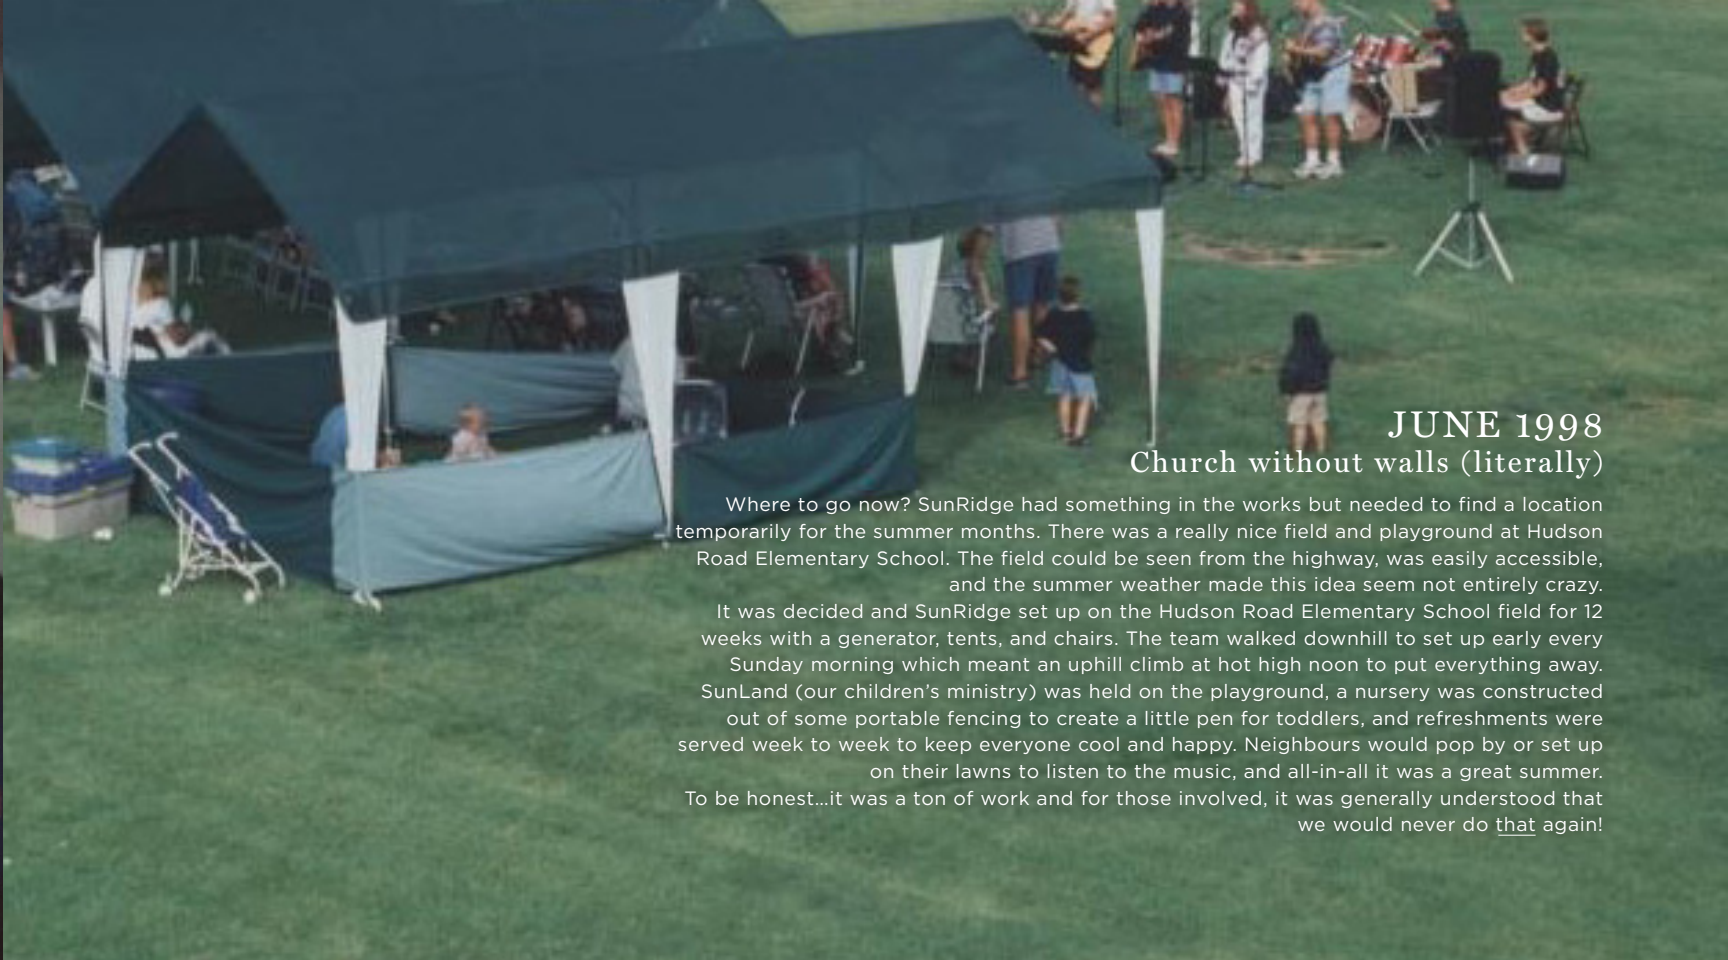 JUNE 1998
Church without walls (literally)
Where to go now? SunRidge had something in the works but needed to find a location
temporarily for the summer months. There was a really nice field and playground at Hudson
Road Elementary School. The field could be seen from the highway, was easily accessible,
and the summer weather made this idea seem not entirely crazy.
It was decided and SunRidge set up on the Hudson Road Elementary School field for 12
weeks with a generator, tents, and chairs. The team walked downhill to set up early every
Sunday morning which meant an uphill climb at hot high noon to put everything away.
SunLand (our children’s ministry) was held on the playground, a nursery was constructed
out of some portable fencing to create a little pen for toddlers, and refreshments were
served week to week to keep everyone cool and happy. Neighbours would pop by or set up
on their lawns to listen to the music, and all-in-all it was a great summer.
To be honest...it was a ton of work and for those involved, it was generally understood that
we would never do that again!